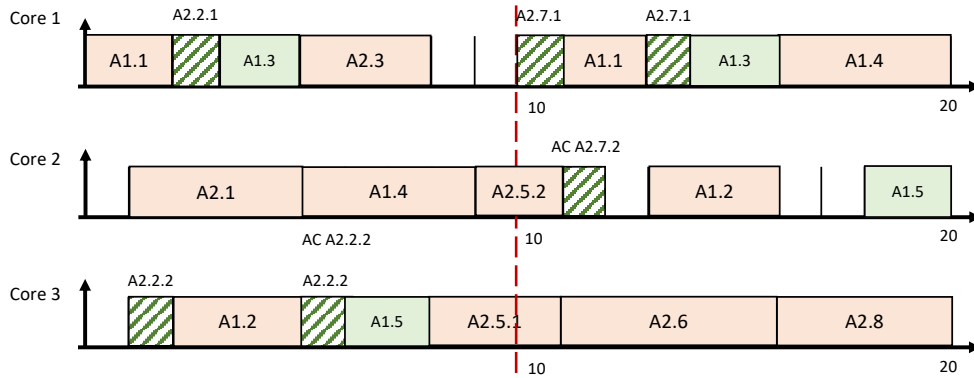 Core 1
A2.2.1
A2.7.1
A2.7.1
A1.1
A1.3
A2.3
A1.1
A1.3
A1.4
10
20
Core 2
AC A2.7.2
A2.1
A1.4
A2.5.2
A1.2
A1.5
10
20
AC A2.2.2
Core 3
A2.2.2
A2.2.2
A1.2
A1.5
A2.5.1
A2.6
A2.8
10
20